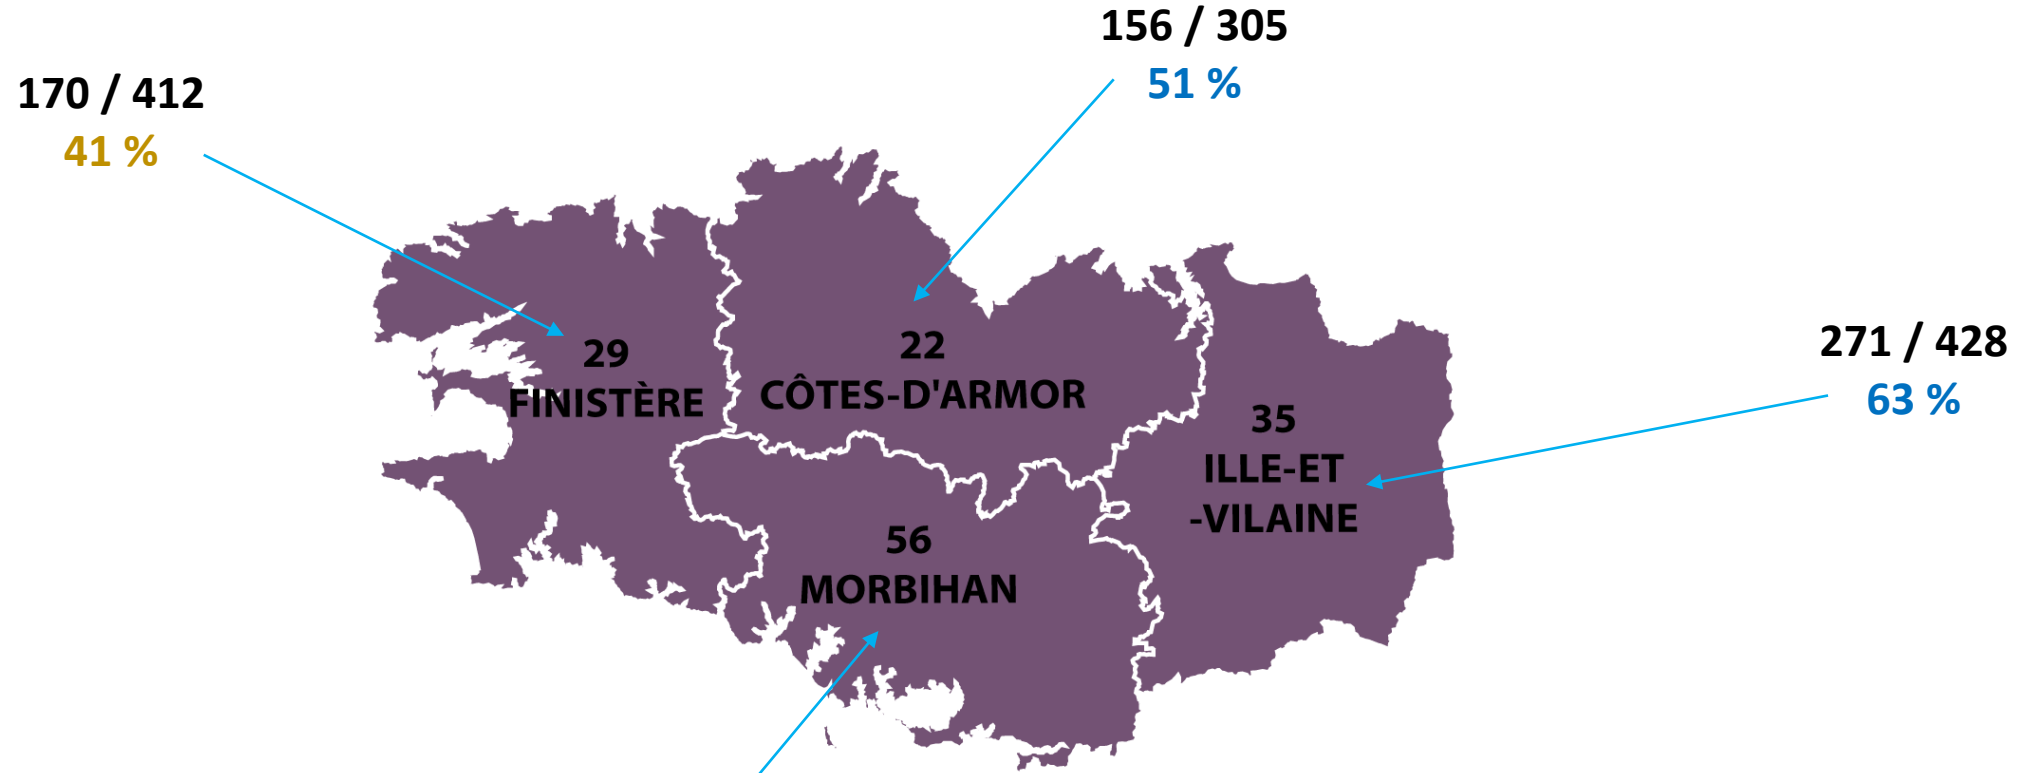 156 / 305
51 %
170 / 412
41 %
271 / 428
63 %
29
FINISTÈRE
22
CÔTES-D'ARMOR
35
ILLE-ET
-VILAINE
56
MORBIHAN